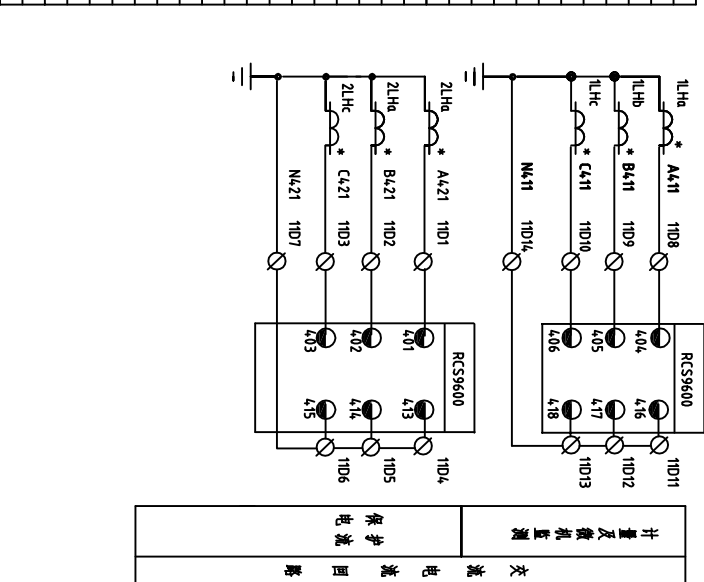 RCS9600
1LHa * A411 11D8 404 416 11D11
1LHb * B411 11D9 405 417 11D12
1LHc * C411 11D10 406 418 11D13
N411 11D14
计量及微机监测
RCS9600
2LHa * A421 11D1 401 413 11D4
2LHa * B421 11D2 402 414 11D5
2LHc * C421 11D3 403 415 11D6
N421 11D7
保护
电流
交流电流回路